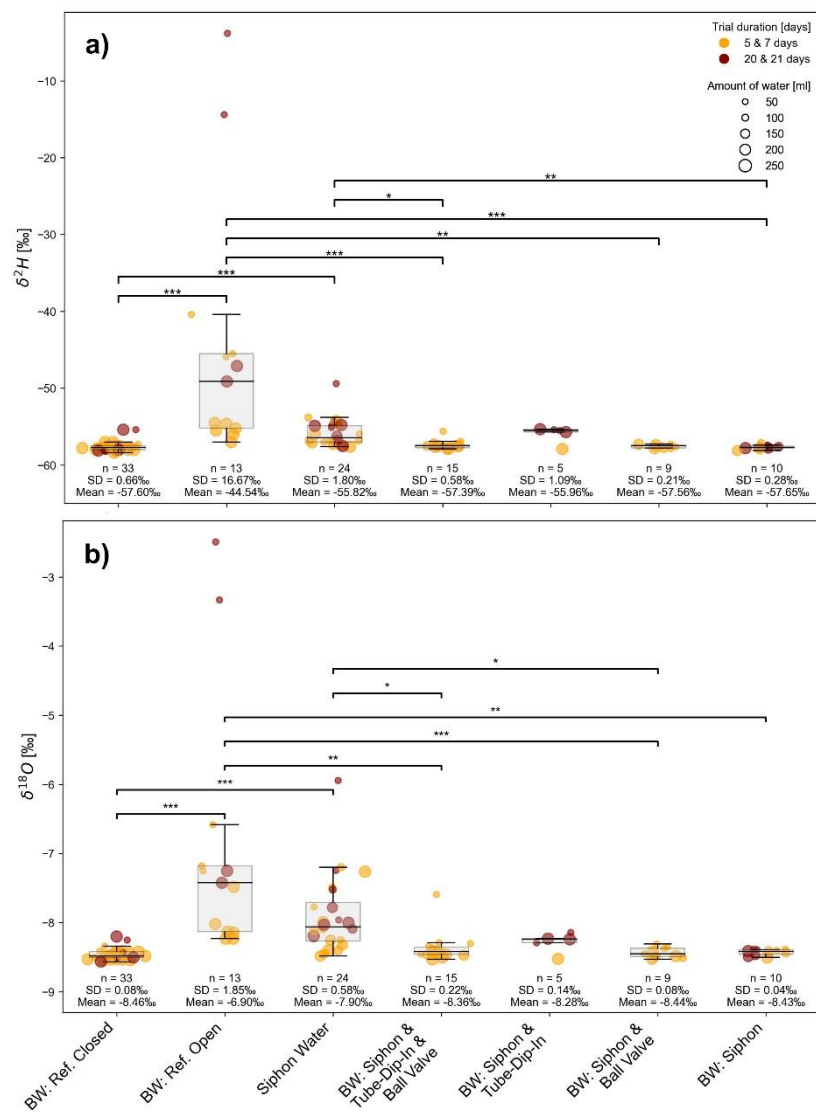 a)
Trial duration [days]
5 & 7 days
20 & 21 days
Amount of water [ml]
50
100
150
200
250
−10
−20
−30
−40
−50
−60
δ²H [‰]
**
*
***
**
***
***
***
n = 33
SD = 0.66‰
Mean = -57.60‰
n = 13
SD = 16.67‰
Mean = -44.54‰
n = 24
SD = 1.80‰
Mean = -55.82‰
n = 15
SD = 0.58‰
Mean = -57.39‰
n = 5
SD = 1.09‰
Mean = -55.96‰
n = 9
SD = 0.21‰
Mean = -57.56‰
n = 10
SD = 0.28‰
Mean = -57.65‰
b)
−3
−4
−5
−6
−7
−8
−9
δ¹⁸O [‰]
*
*
**
***
**
***
***
n = 33
SD = 0.08‰
Mean = -8.46‰
n = 13
SD = 1.85‰
Mean = -6.90‰
n = 24
SD = 0.58‰
Mean = -7.90‰
n = 15
SD = 0.22‰
Mean = -8.36‰
n = 5
SD = 0.14‰
Mean = -8.28‰
n = 9
SD = 0.08‰
Mean = -8.44‰
n = 10
SD = 0.04‰
Mean = -8.43‰
BW: Ref. Closed
BW: Ref. Open
Siphon Water
BW: Siphon &
Tube-Dip-In &
Ball Valve
BW: Siphon &
Tube-Dip-In
BW: Siphon &
Ball Valve
BW: Siphon